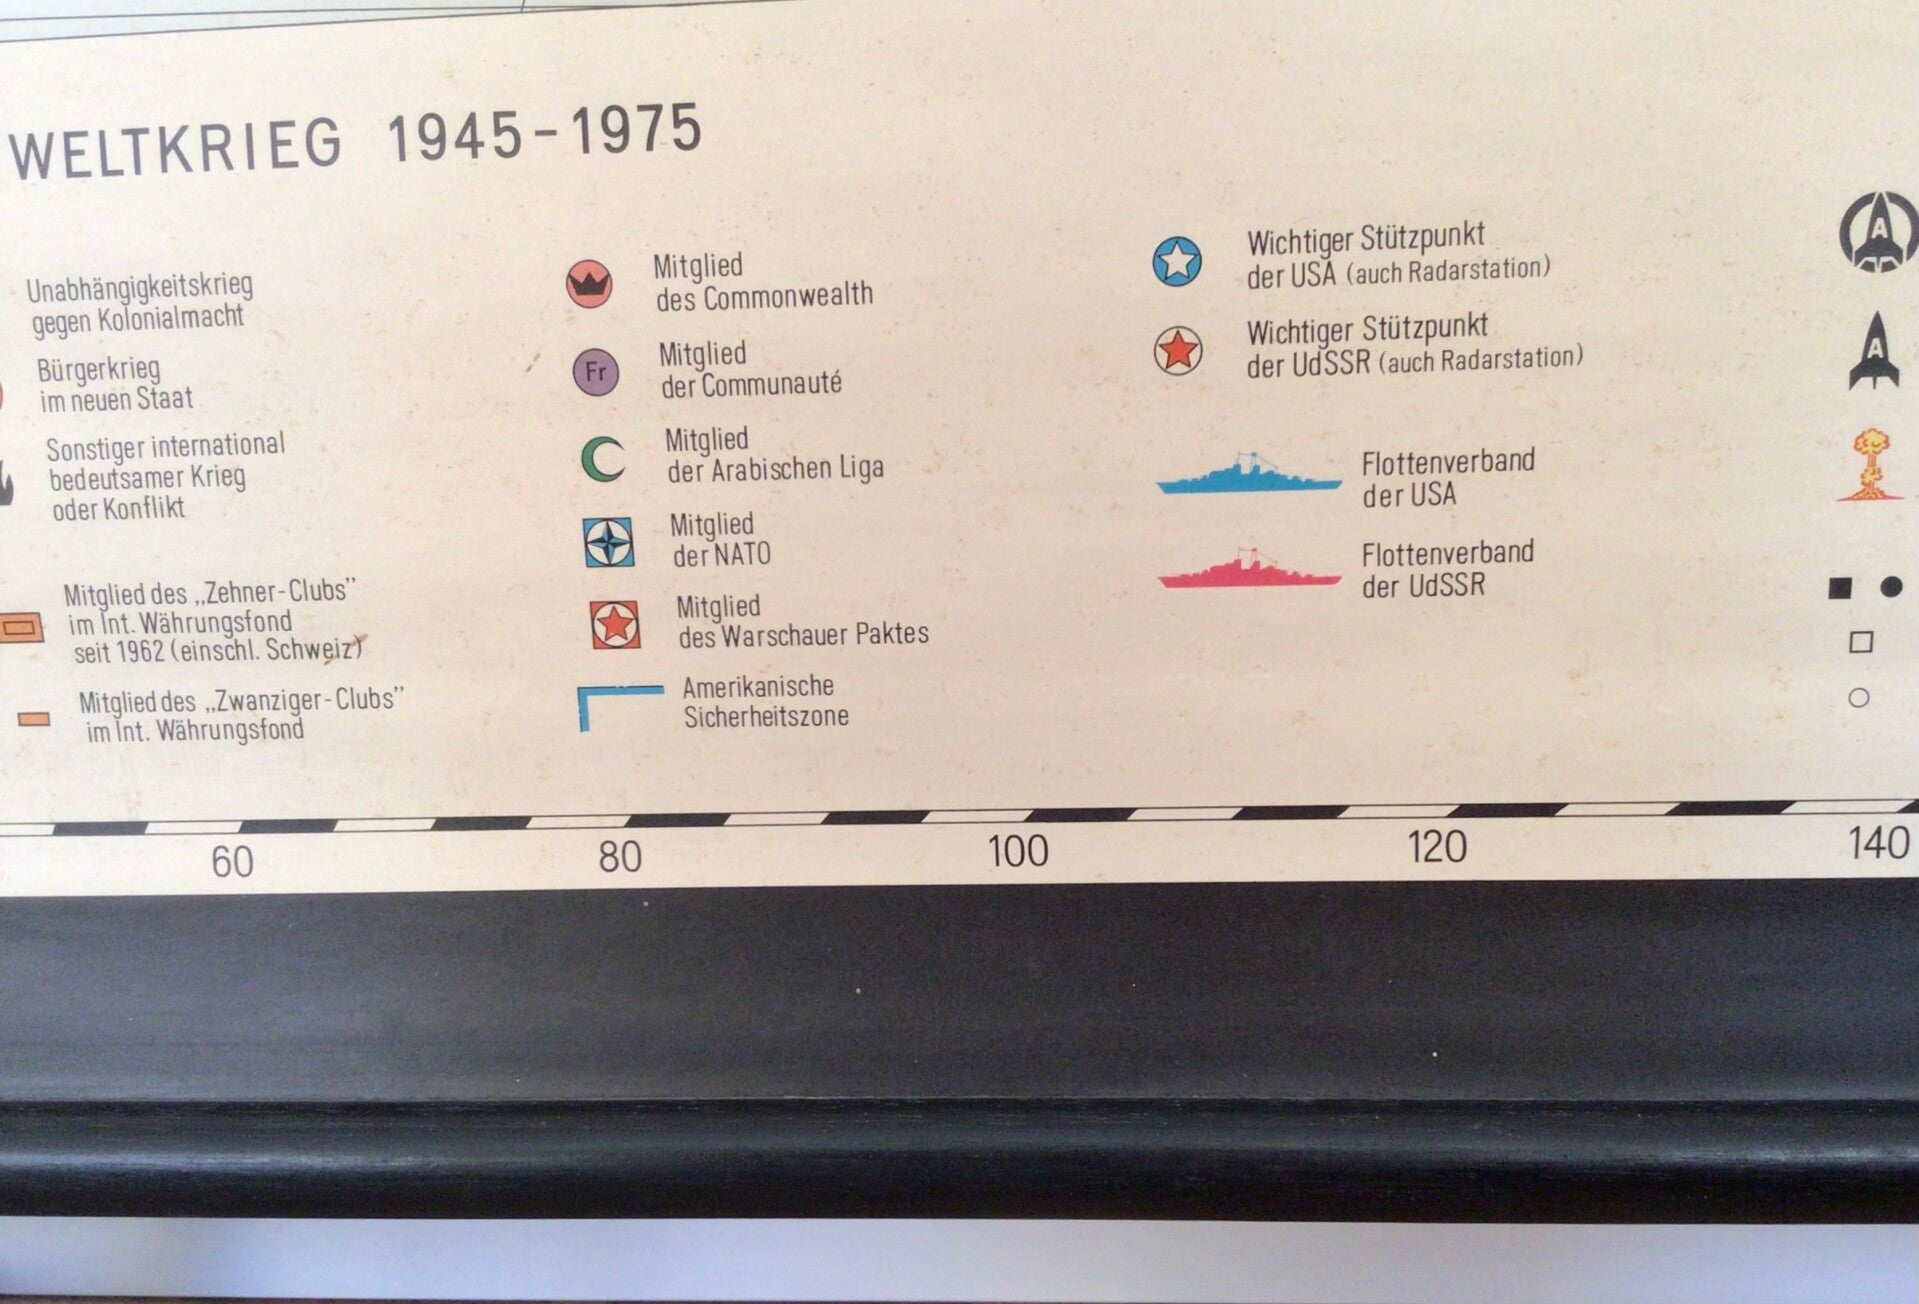 WELTKRIEG 1945-1975
Unabhängigkeitskrieg
gegen Kolonialmacht
Bürgerkrieg
im neuen Staat
Sonstiger international
bedeutsamer Krieg
oder Konflikt
Mitglied des „Zehner-Clubs”
im Int. Währungsfond
seit 1962 (einschl. Schweiz)
Mitglied des „Zwanziger-Clubs”
im Int. Währungsfond
Mitglied
des Commonwealth
Fr
Mitglied
der Communauté
Mitglied
der Arabischen Liga
Mitglied
der NATO
Mitglied
des Warschauer Paktes
Amerikanische
Sicherheitszone
Wichtiger Stützpunkt
der USA (auch Radarstation)
Wichtiger Stützpunkt
der UdSSR (auch Radarstation)
Flottenverband
der USA
Flottenverband
der UdSSR
A
A
60 80 100 120 140